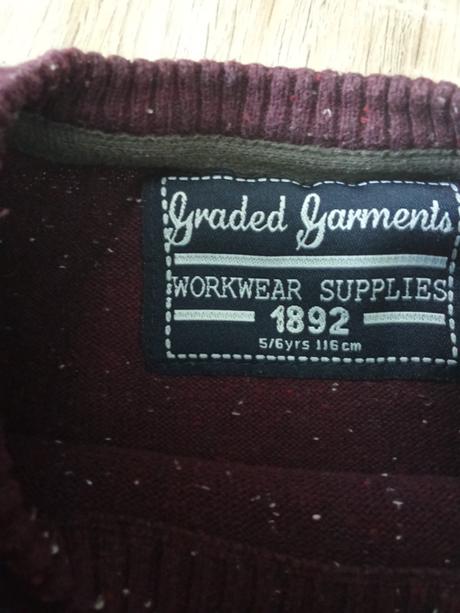 Graded Garments
WORKWEAR SUPPLIES
1892
5/6yrs 116cm